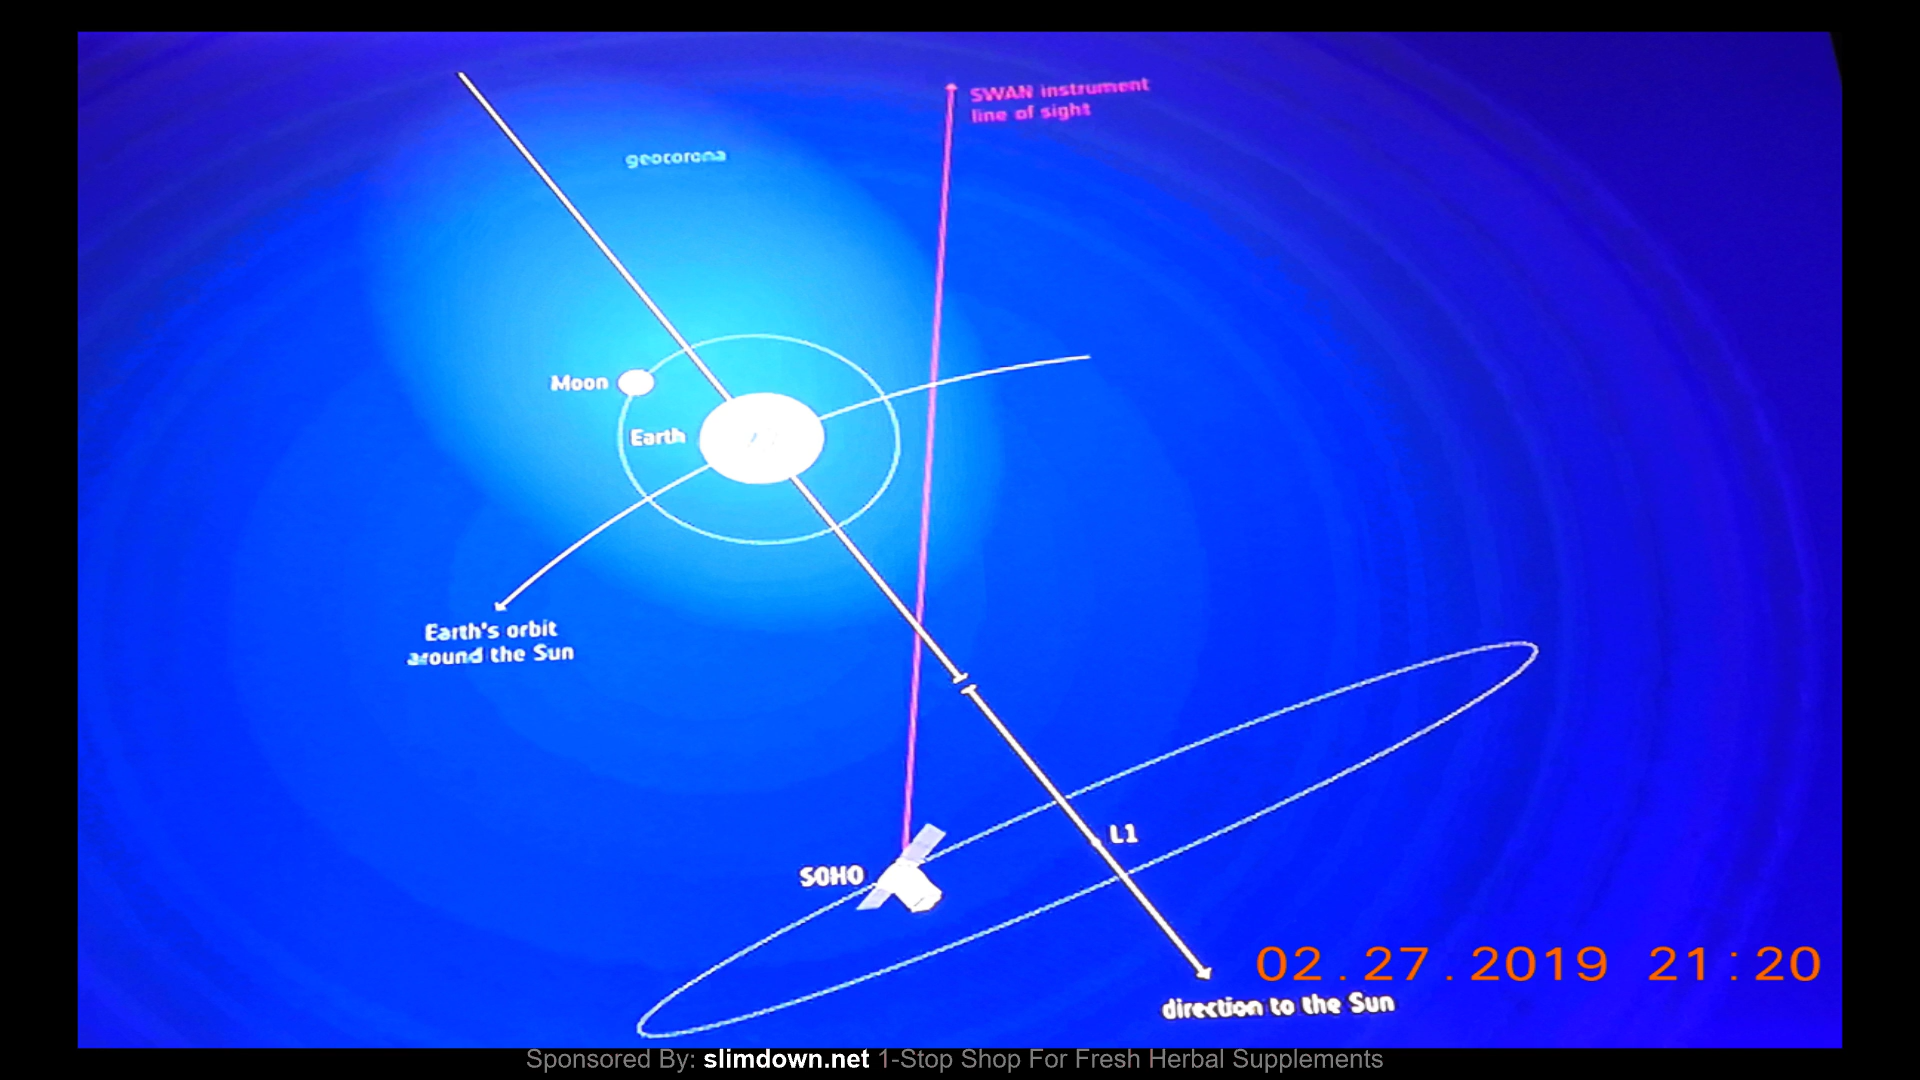 SWAN instrument
line of sight
geocorona
Moon
Earth
Earth's orbit
around the Sun
L1
SOHO
02.27.2019 21:20
direction to the Sun
Sponsored By: slimdown.net 1-Stop Shop For Fresh Herbal Supplements